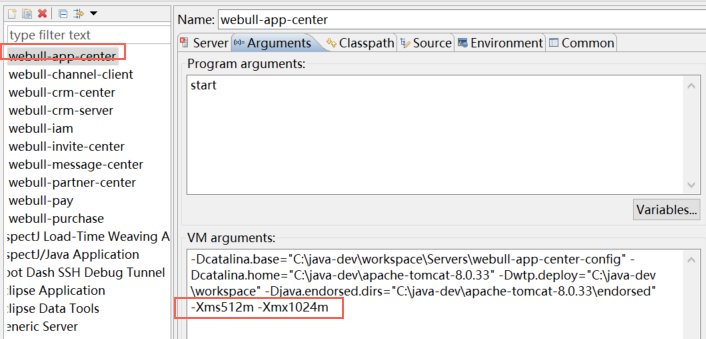 Name: webull-app-center
type filter text
webull-app-center
webull-channel-client
webull-crm-center
webull-crm-server
webull-iam
webull-invite-center
webull-message-center
webull-partner-center
webull-pay
webull-purchase
spectJ Load-Time Weaving A
spectJ/Java Application
oot Dash SSH Debug Tunnel
clipse Application
clipse Data Tools
eneric Server
Server Arguments Classpath Source Environment Common
Program arguments:
start
Variables...
VM arguments:
-Dcatalina.base="C:\java-dev\workspace\Servers\webull-app-center-config" -
Dcatalina.home="C:\java-dev\apache-tomcat-8.0.33" -Dwtp.deploy="C:\java-dev
\workspace" -Djava.endorsed.dirs="C:\java-dev\apache-tomcat-8.0.33\endorsed"
-Xms512m -Xmx1024m